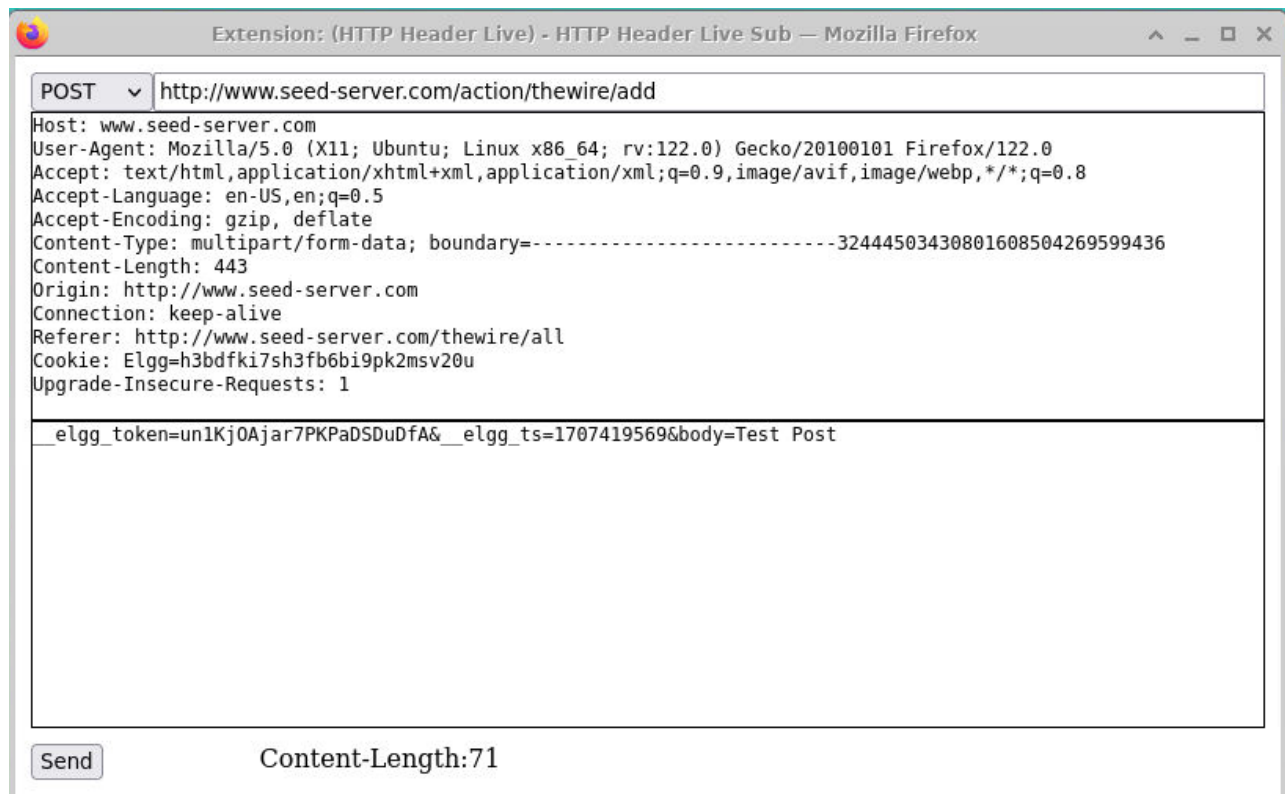 Extension: (HTTP Header Live) - HTTP Header Live Sub — Mozilla Firefox
POST http://www.seed-server.com/action/thewire/add
Host: www.seed-server.com
User-Agent: Mozilla/5.0 (X11; Ubuntu; Linux x86_64; rv:122.0) Gecko/20100101 Firefox/122.0
Accept: text/html,application/xhtml+xml,application/xml;q=0.9,image/avif,image/webp,*/*;q=0.8
Accept-Language: en-US,en;q=0.5
Accept-Encoding: gzip, deflate
Content-Type: multipart/form-data; boundary=---------------------------32444503430801608504269599436
Content-Length: 443
Origin: http://www.seed-server.com
Connection: keep-alive
Referer: http://www.seed-server.com/thewire/all
Cookie: Elgg=h3bdfki7sh3fb6bi9pk2msv20u
Upgrade-Insecure-Requests: 1
__elgg_token=un1KjOAjar7PKPaDSDuDfA&__elgg_ts=1707419569&body=Test Post
Send Content-Length:71